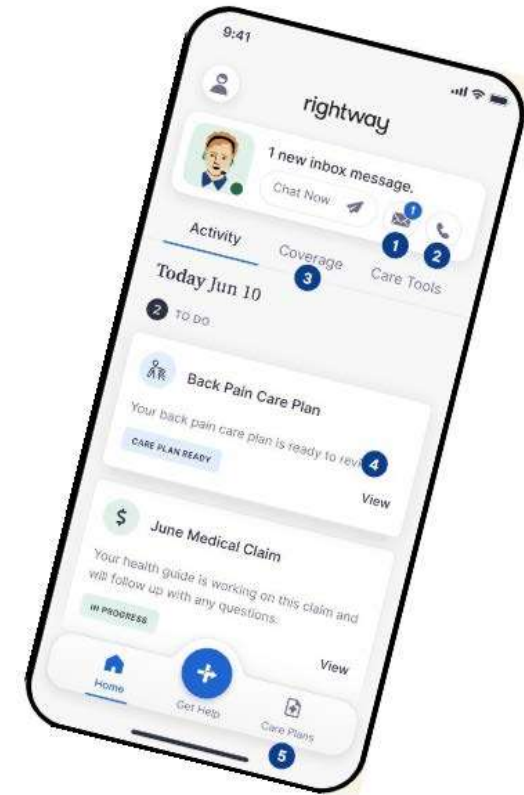 9:41
rightway
1 new inbox message.
Chat Now
1
1
2
Activity
Coverage
Care Tools
3
Today Jun 10
2 TO DO
Back Pain Care Plan
Your back pain care plan is ready to
4
CARE PLAN READY
View
$
June Medical Claim
Your health guide is working on this claim and
will follow up with any questions.
IN PROGRESS
View
Home
Get Help
Care Plans
5